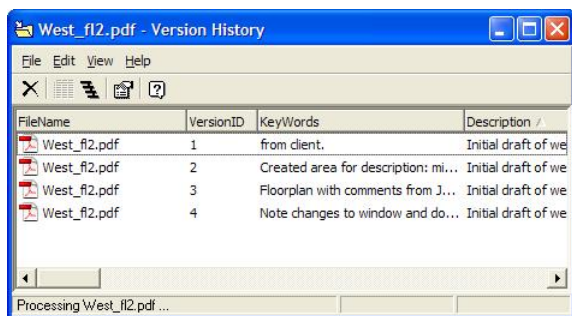 West_fl2.pdf - Version History
File Edit View Help
FileName VersionID KeyWords Description
West_fl2.pdf 1 from client. Initial draft of we
West_fl2.pdf 2 Created area for description: mi... Initial draft of we
West_fl2.pdf 3 Floorplan with comments from J... Initial draft of we
West_fl2.pdf 4 Note changes to window and do... Initial draft of we
Processing West_fl2.pdf ...